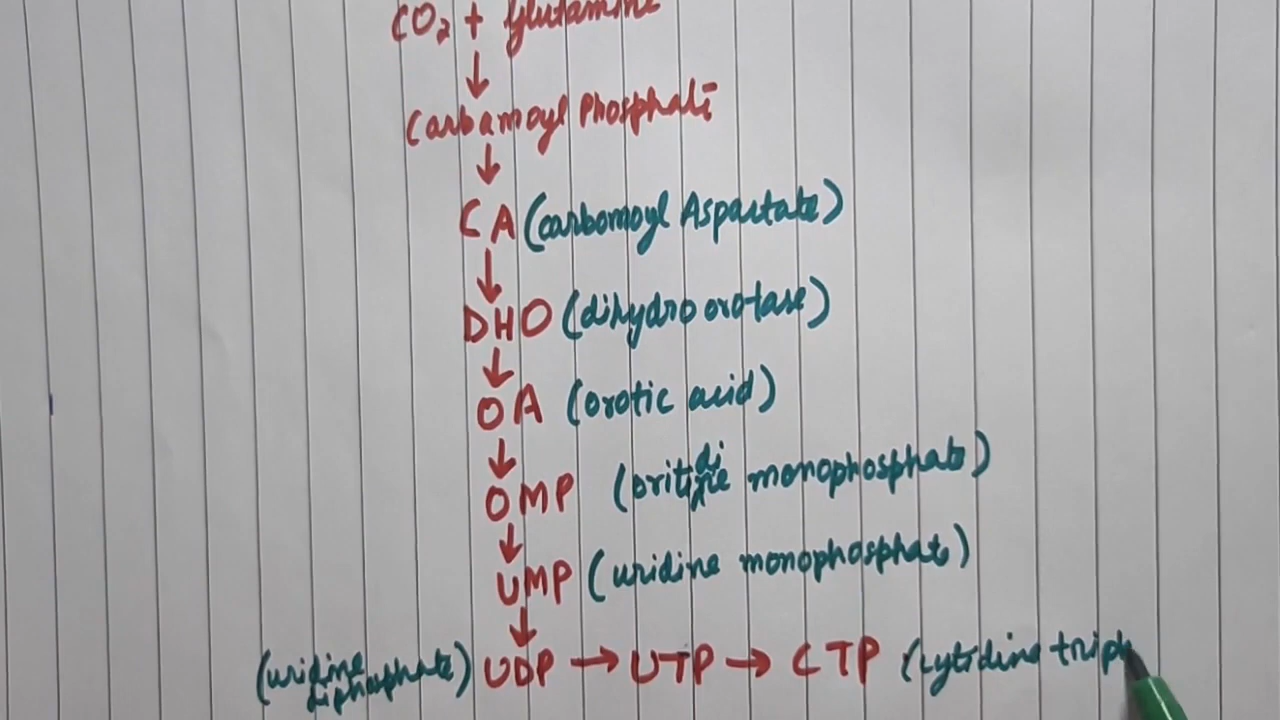 CO₂ + Glutamine
↓
Carbamoyl Phosphate
↓
CA (carbomoyl Aspartate)
↓
DHO (dihydroorotase)
↓
OA (orotic acid)
↓
OMP monophosphate)
↓
UMP (uridine monophosphate)
↓
(uridine diphosphate) UDP → UTP → CTP (cytidine triph